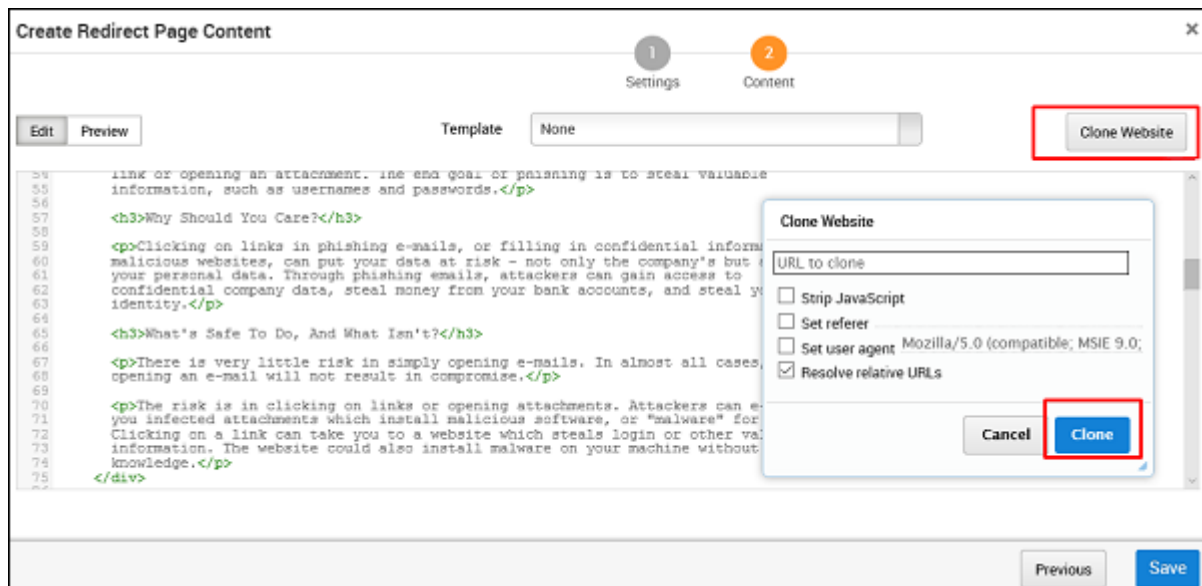 Create Redirect Page Content
×
1
2
Settings
Content
Edit
Preview
Template
None
Clone Website
54 link or opening an attachment. The end goal of phishing is to steal valuable
55 information, such as usernames and passwords.</p>
56
57 <h3>Why Should You Care?</h3>
58
59 <p>Clicking on links in phishing e-mails, or filling in confidential informa
60 malicious websites, can put your data at risk - not only the company's but
61 your personal data. Through phishing emails, attackers can gain access to
62 confidential company data, steal money from your bank accounts, and steal y
63 identity.</p>
64
65 <h3>What's Safe To Do, And What Isn't?</h3>
66
67 <p>There is very little risk in simply opening e-mails. In almost all cases,
68 opening an e-mail will not result in compromise.</p>
69
70 <p>The risk is in clicking on links or opening attachments. Attackers can e-
71 you infected attachments which install malicious software, or "malware" for
72 Clicking on a link can take you to a website which steals login or other val
73 information. The website could also install malware on your machine without
74 knowledge.</p>
75 </div>
Clone Website
URL to clone
Strip JavaScript
Set referer
Set user agent Mozilla/5.0 (compatible; MSIE 9.0;
Resolve relative URLs
Cancel
Clone
Previous
Save